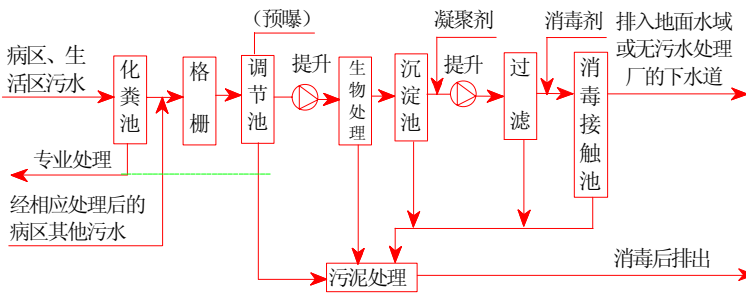 （预曝）
凝聚剂
消毒剂
排入地面水域
或无污水处理
厂的下水道
病区、生
活区污水
化粪池
格栅
调节池
提升
生物处理
沉淀池
提升
过滤
消毒接触池
专业处理
经相应处理后的
病区其他污水
污泥处理
消毒后排出